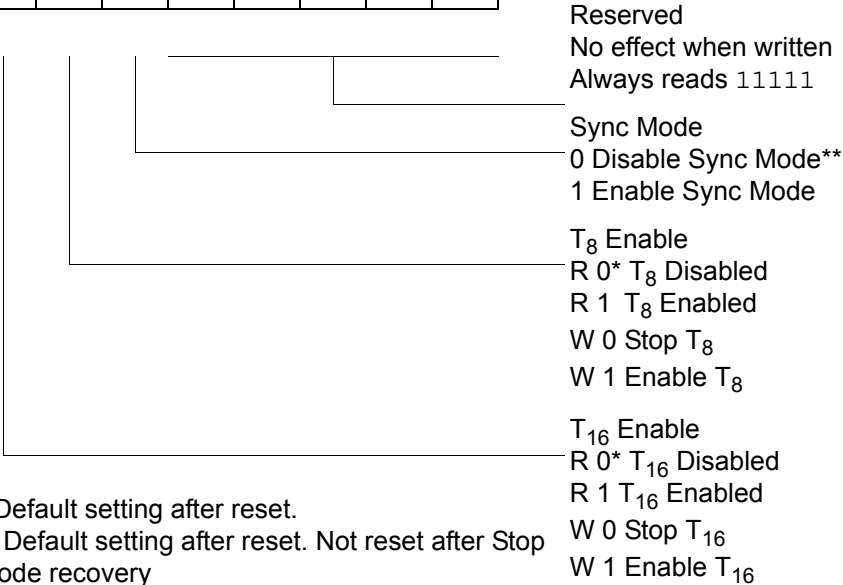 Reserved
No effect when written
Always reads 11111
Sync Mode
0 Disable Sync Mode**
1 Enable Sync Mode
T8 Enable
R 0* T8 Disabled
R 1 T8 Enabled
W 0 Stop T8
W 1 Enable T8
T16 Enable
R 0* T16 Disabled
R 1 T16 Enabled
W 0 Stop T16
W 1 Enable T16
Default setting after reset.
Default setting after reset. Not reset after Stop
ode recovery